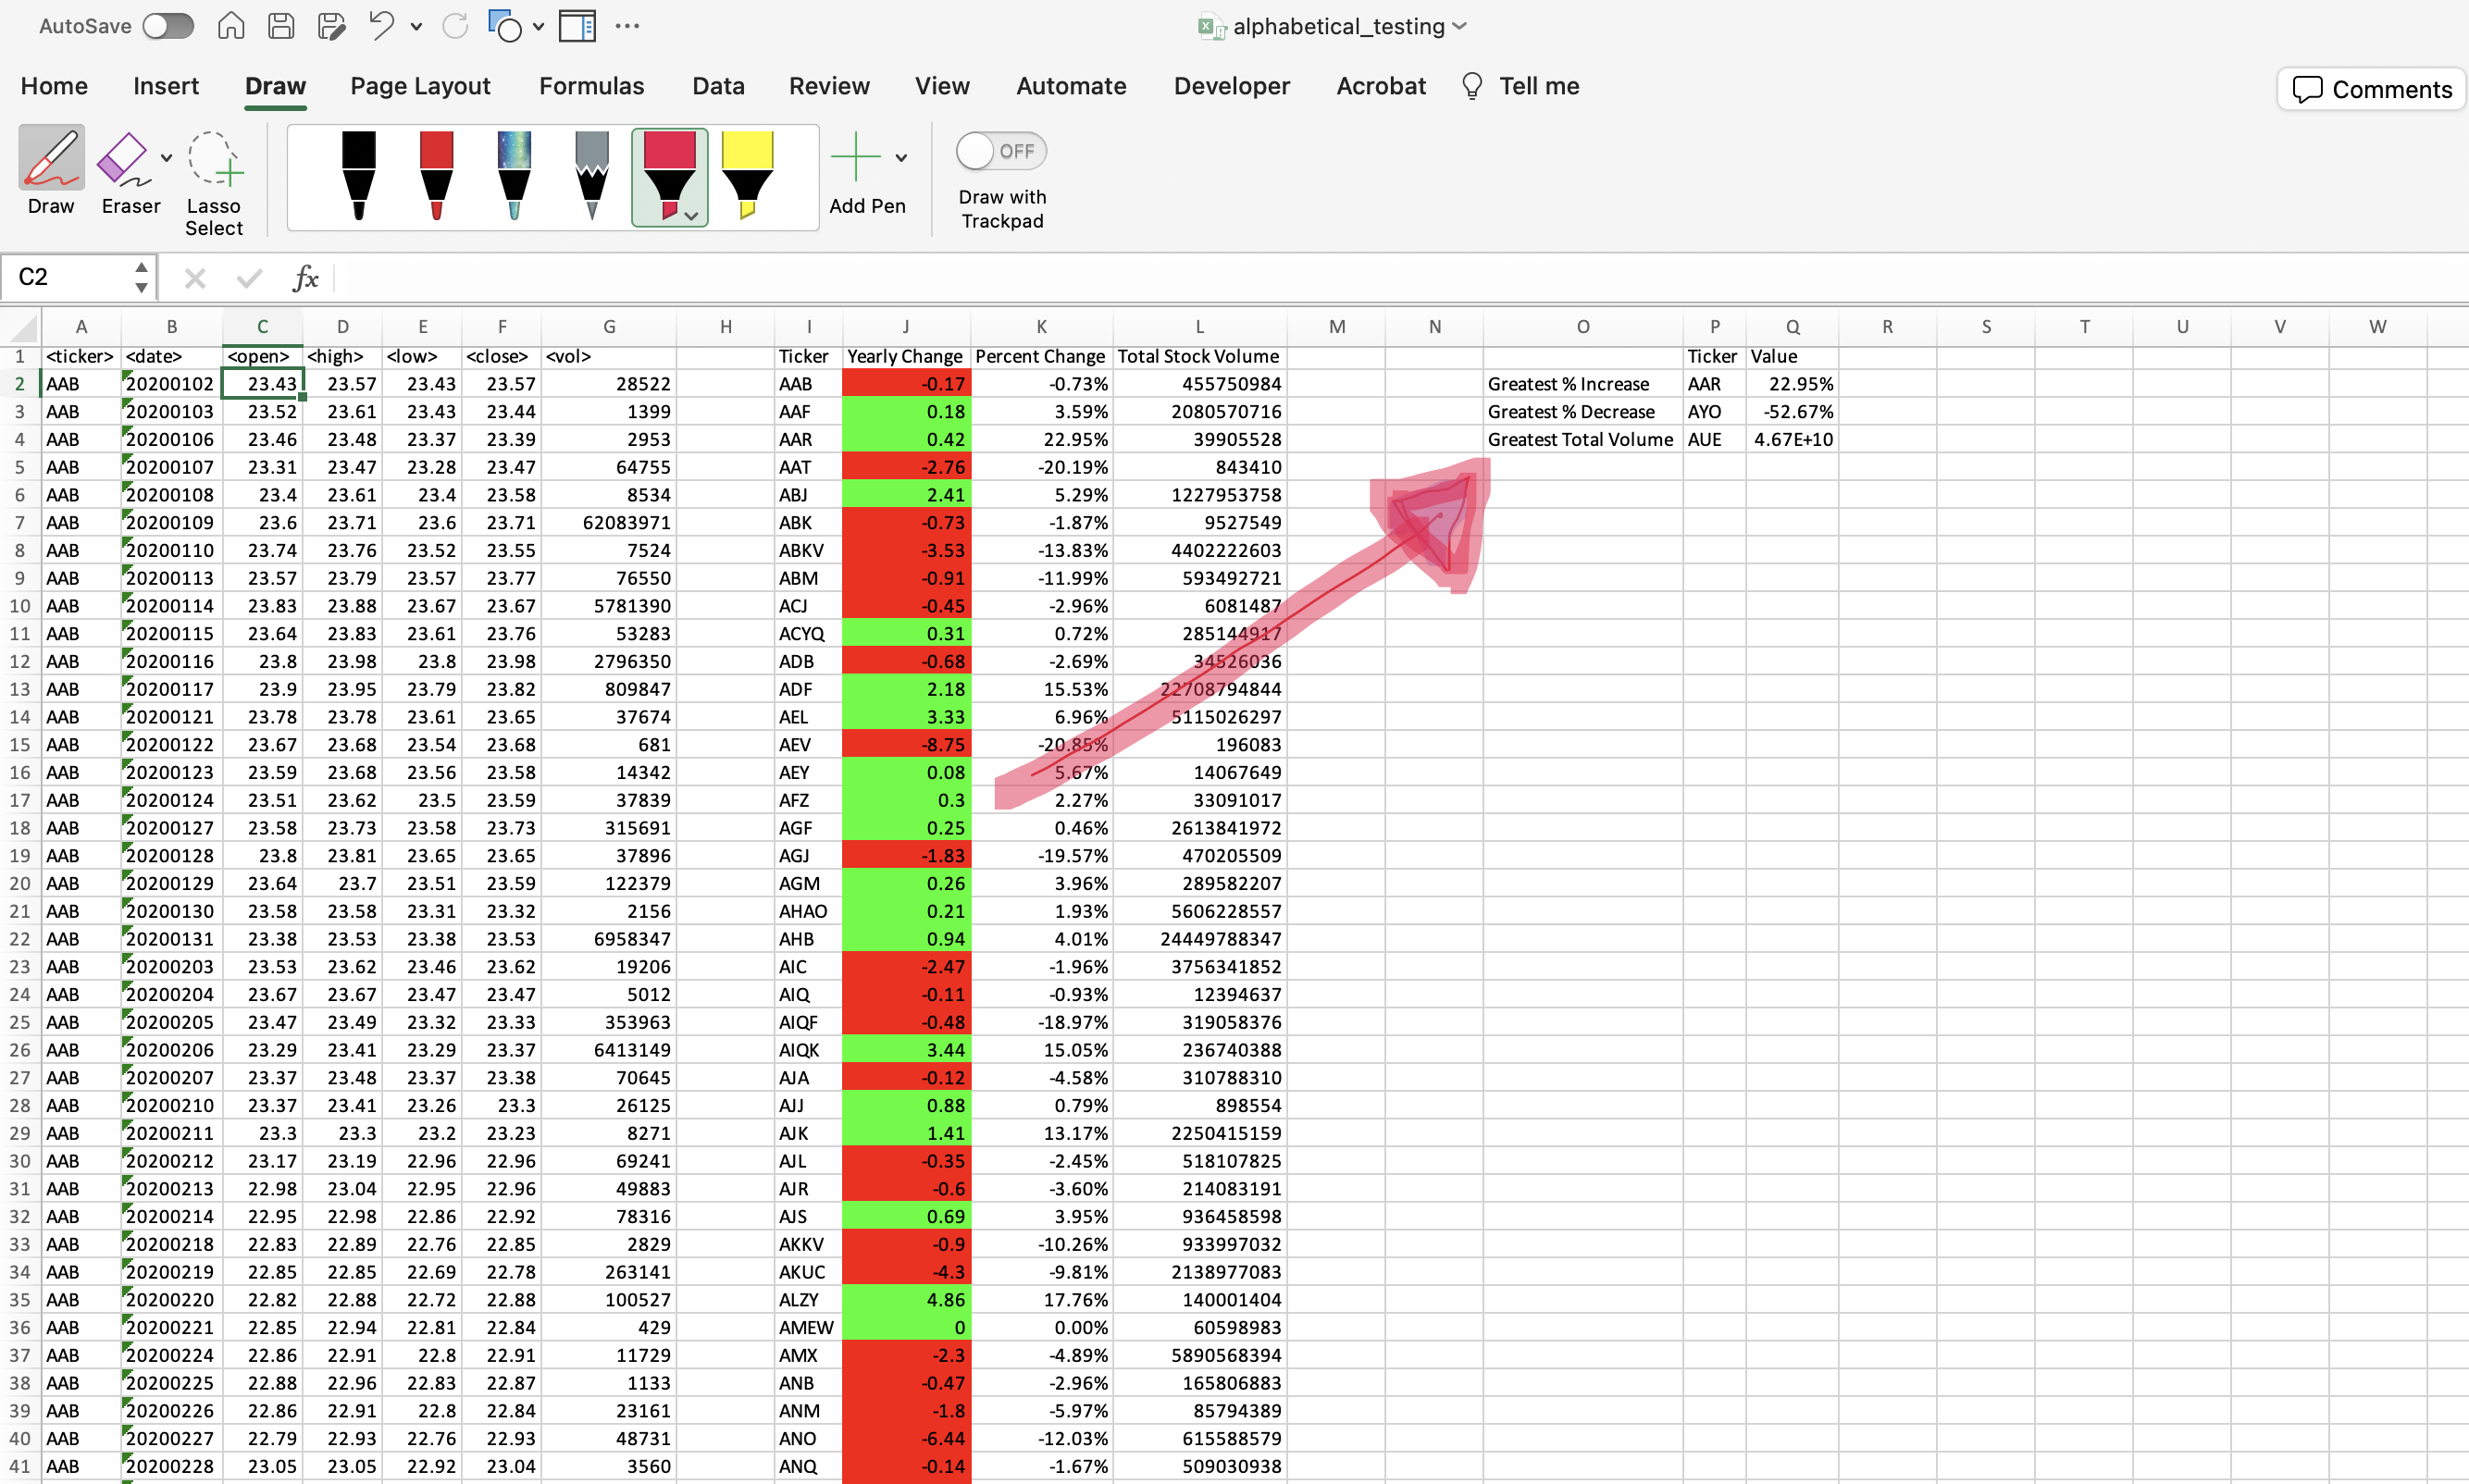 AutoSave alphabetical_testing
Home Insert Draw Page Layout Formulas Data Review View Automate Developer Acrobat Tell me Comments
Draw Eraser Lasso Select Add Pen OFF Draw with Trackpad
C2 fx
A B C D E F G H I J K L M N O P Q R S T U V W
1 <ticker> <date> <open> <high> <low> <close> <vol> Ticker Yearly Change Percent Change Total Stock Volume Ticker Value
2 AAB 20200102 23.43 23.57 23.43 23.57 28522 AAB -0.17 -0.73% 455750984 Greatest % Increase AAR 22.95%
3 AAB 20200103 23.52 23.61 23.43 23.44 1399 AAF 0.18 3.59% 2080570716 Greatest % Decrease AYO -52.67%
4 AAB 20200106 23.46 23.48 23.37 23.39 2953 AAR 0.42 22.95% 39905528 Greatest Total Volume AUE 4.67E+10
5 AAB 20200107 23.31 23.47 23.28 23.47 64755 AAT -2.76 -20.19% 843410
6 AAB 20200108 23.4 23.61 23.4 23.58 8534 ABJ 2.41 5.29% 1227953758
7 AAB 20200109 23.6 23.71 23.6 23.71 62083971 ABK -0.73 -1.87% 9527549
8 AAB 20200110 23.74 23.76 23.52 23.55 7524 ABKV -3.53 -13.83% 4402222603
9 AAB 20200113 23.57 23.79 23.57 23.77 76550 ABM -0.91 -11.99% 593492721
10 AAB 20200114 23.83 23.88 23.67 23.67 5781390 ACJ -0.45 -2.96% 6081487
11 AAB 20200115 23.64 23.83 23.61 23.76 53283 ACYQ 0.31 0.72% 285144917
12 AAB 20200116 23.8 23.98 23.8 23.98 2796350 ADB -0.68 -2.69% 34526036
13 AAB 20200117 23.9 23.95 23.79 23.82 809847 ADF 2.18 15.53% 22708794844
14 AAB 20200121 23.78 23.78 23.61 23.65 37674 AEL 3.33 6.96% 5115026297
15 AAB 20200122 23.67 23.68 23.54 23.68 681 AEV -8.75 -20.85% 196083
16 AAB 20200123 23.59 23.68 23.56 23.58 14342 AEY 0.08 5.67% 14067649
17 AAB 20200124 23.51 23.62 23.5 23.59 37839 AFZ 0.3 2.27% 33091017
18 AAB 20200127 23.58 23.73 23.58 23.73 315691 AGF 0.25 0.46% 2613841972
19 AAB 20200128 23.8 23.81 23.65 23.65 37896 AGJ -1.83 -19.57% 470205509
20 AAB 20200129 23.64 23.7 23.51 23.59 122379 AGM 0.26 3.96% 289582207
21 AAB 20200130 23.58 23.58 23.31 23.32 2156 AHAO 0.21 1.93% 5606228557
22 AAB 20200131 23.38 23.53 23.38 23.53 6958347 AHB 0.94 4.01% 24449788347
23 AAB 20200203 23.53 23.62 23.46 23.62 19206 AIC -2.47 -1.96% 3756341852
24 AAB 20200204 23.67 23.67 23.47 23.47 5012 AIQ -0.11 -0.93% 12394637
25 AAB 20200205 23.47 23.49 23.32 23.33 353963 AIQF -0.48 -18.97% 319058376
26 AAB 20200206 23.29 23.41 23.29 23.37 6413149 AIQK 3.44 15.05% 236740388
27 AAB 20200207 23.37 23.48 23.37 23.38 70645 AJA -0.12 -4.58% 310788310
28 AAB 20200210 23.37 23.41 23.26 23.3 26125 AJJ 0.88 0.79% 898554
29 AAB 20200211 23.3 23.3 23.2 23.23 8271 AJK 1.41 13.17% 2250415159
30 AAB 20200212 23.17 23.19 22.96 22.96 69241 AJL -0.35 -2.45% 518107825
31 AAB 20200213 22.98 23.04 22.95 22.96 49883 AJR -0.6 -3.60% 214083191
32 AAB 20200214 22.95 22.98 22.86 22.92 78316 AJS 0.69 3.95% 936458598
33 AAB 20200218 22.83 22.89 22.76 22.85 2829 AKKV -0.9 -10.26% 933997032
34 AAB 20200219 22.85 22.85 22.69 22.78 263141 AKUC -4.3 -9.81% 2138977083
35 AAB 20200220 22.82 22.88 22.72 22.88 100527 ALZY 4.86 17.76% 140001404
36 AAB 20200221 22.85 22.94 22.81 22.84 429 AMEW 0 0.00% 60598983
37 AAB 20200224 22.86 22.91 22.8 22.91 11729 AMX -2.3 -4.89% 5890568394
38 AAB 20200225 22.88 22.96 22.83 22.87 1133 ANB -0.47 -2.96% 165806883
39 AAB 20200226 22.86 22.91 22.8 22.84 23161 ANM -1.8 -5.97% 85794389
40 AAB 20200227 22.79 22.93 22.76 22.93 48731 ANO -6.44 -12.03% 615588579
41 AAB 20200228 23.05 23.05 22.92 23.04 3560 ANQ -0.14 -1.67% 509030938